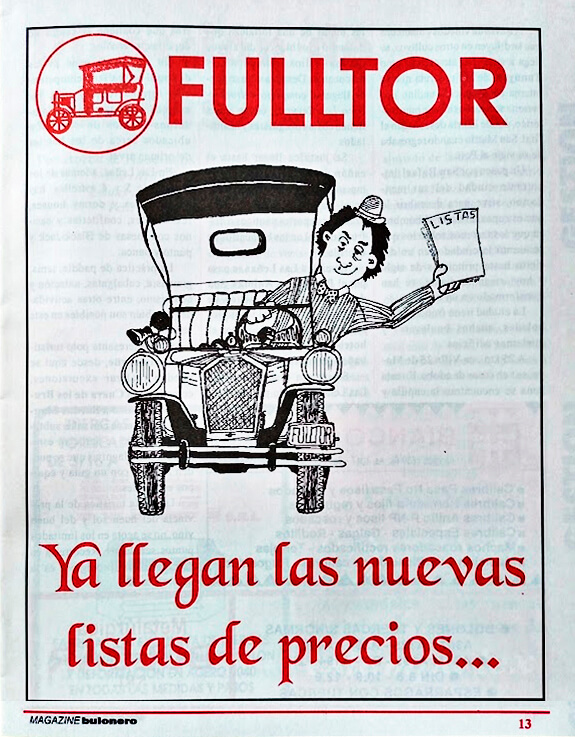 FULLTOR
LISTAS
FULLTOR
Ya llegan las nuevas
listas de precios...
MAGAZINE bulonero
13